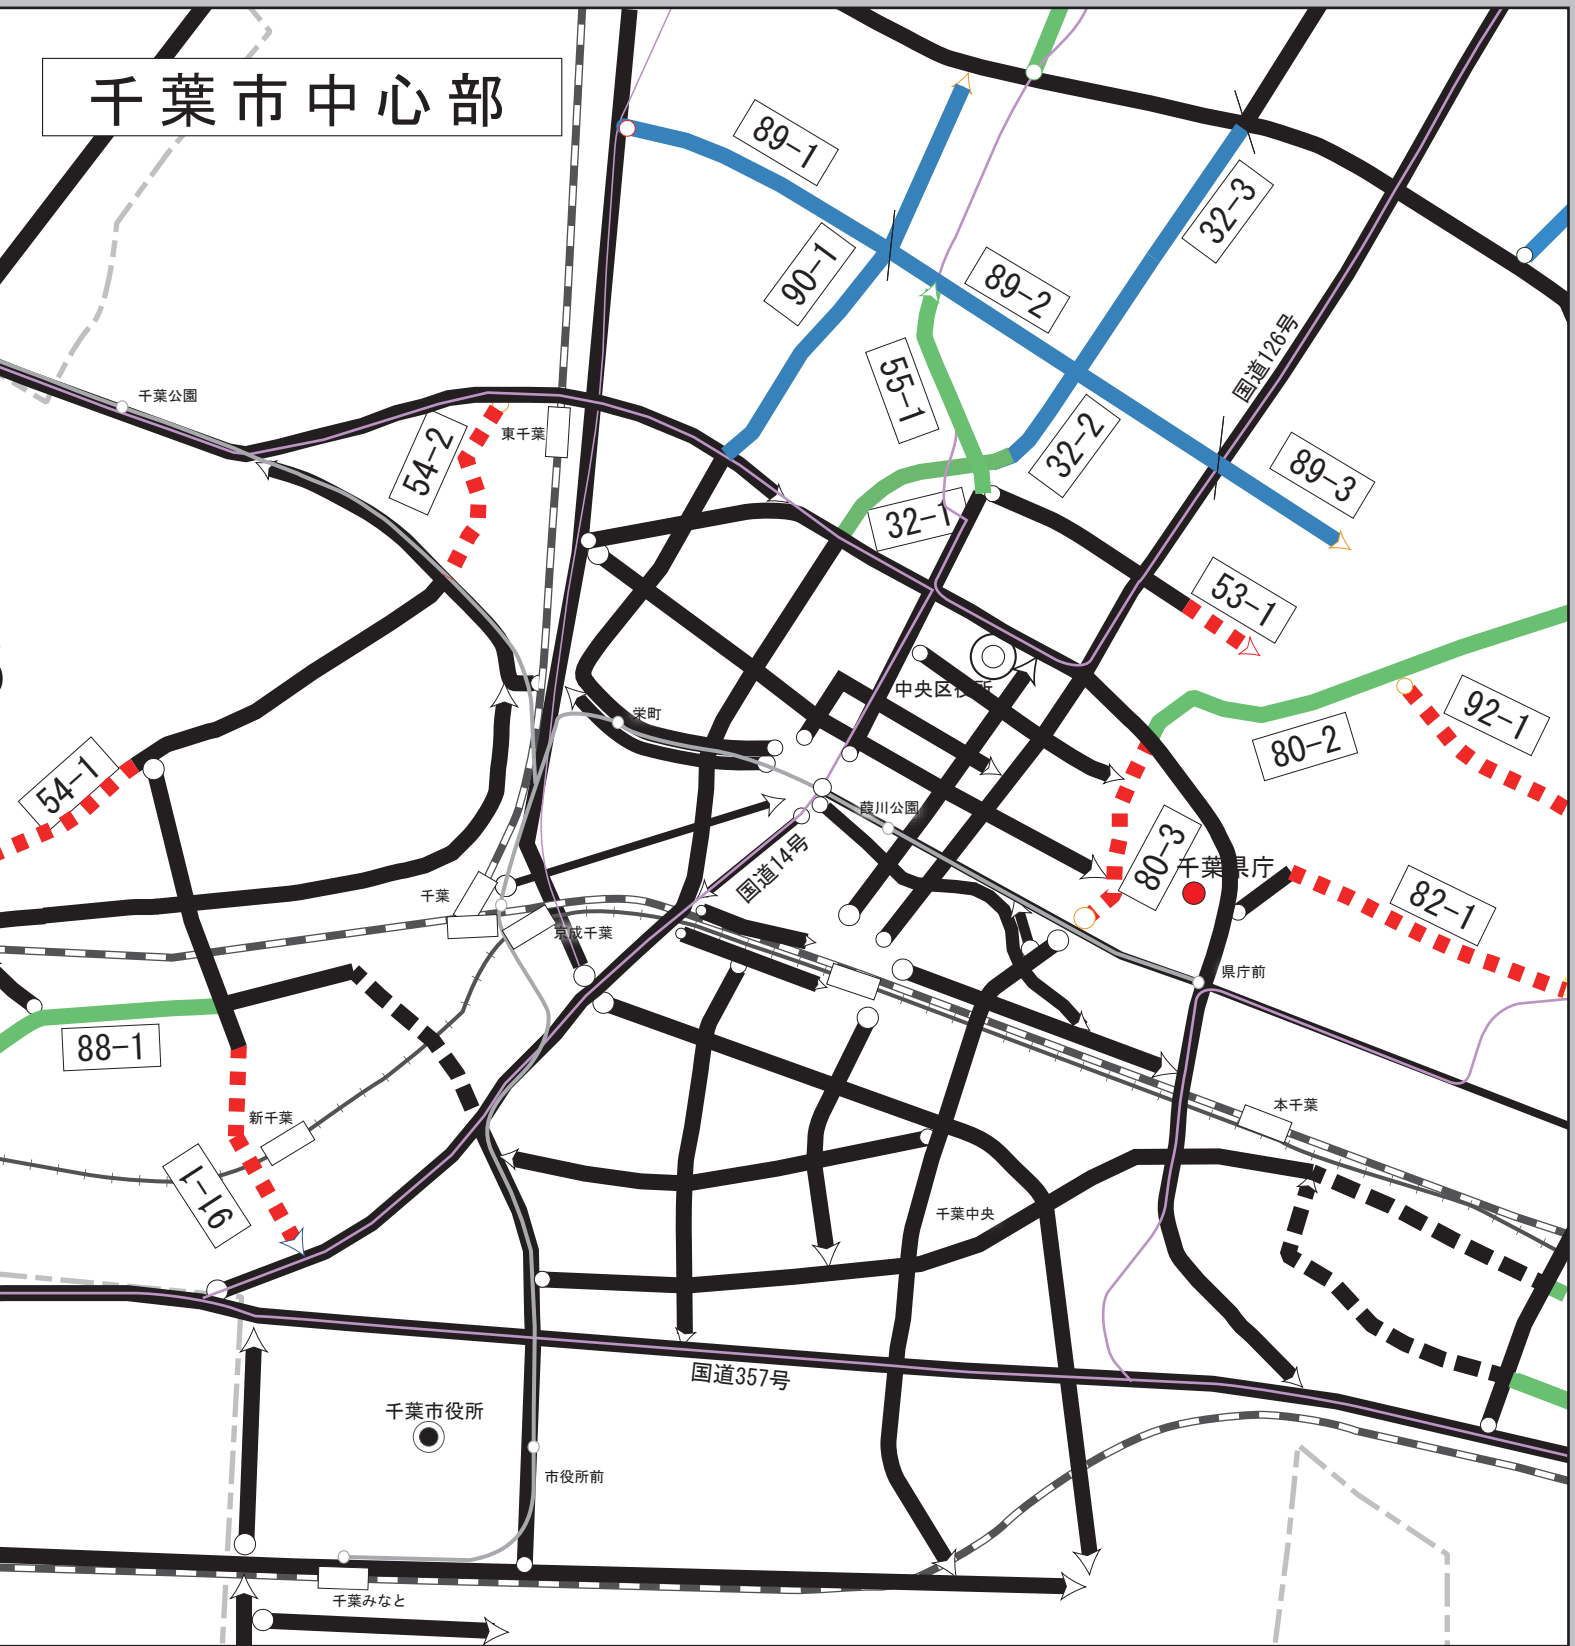 千葉市中心部
89-1
32-3
90-1
89-2
国道126号
55-1
千葉公園
東千葉
54-2
32-2
89-3
32-1
53-1
中央区役所
92-1
栄町
80-2
54-1
葭川公園
国道14号
80-3
千葉県庁
82-1
千葉
京成千葉
県庁前
88-1
新千葉
本千葉
91-1
千葉中央
国道357号
千葉市役所
市役所前
千葉みなと